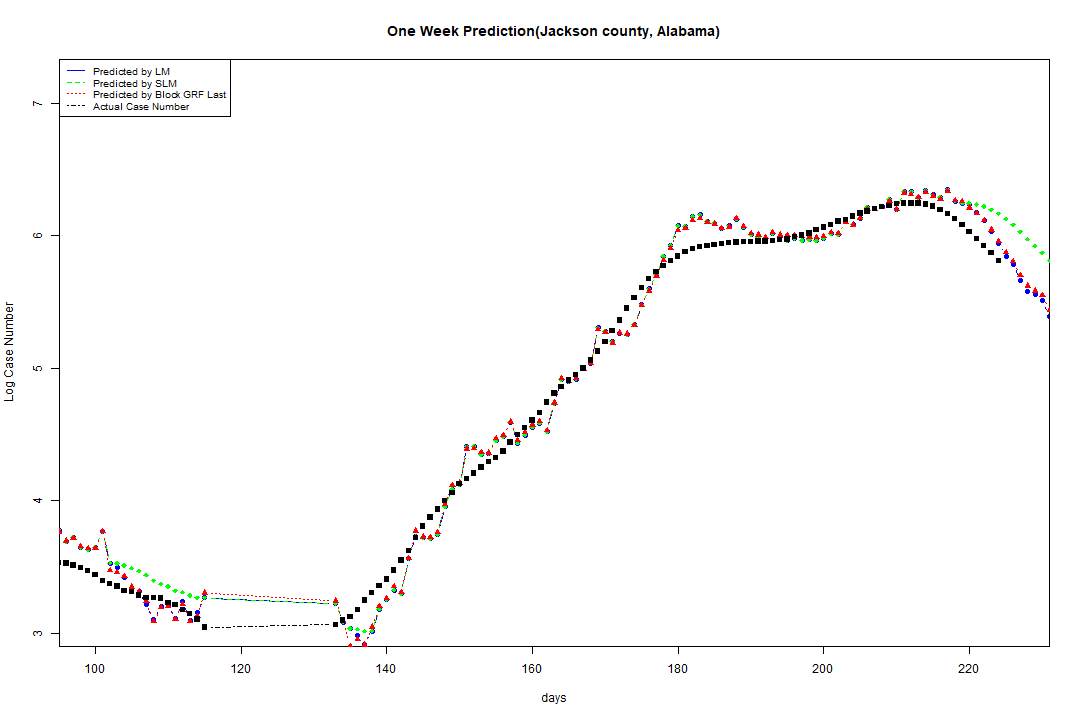 One Week Prediction(Jackson county, Alabama)
Predicted by LM
Predicted by SLM
Predicted by Block GRF Last
Actual Case Number
7
6
5
4
3
Log Case Number
100 120 140 160 180 200 220
days